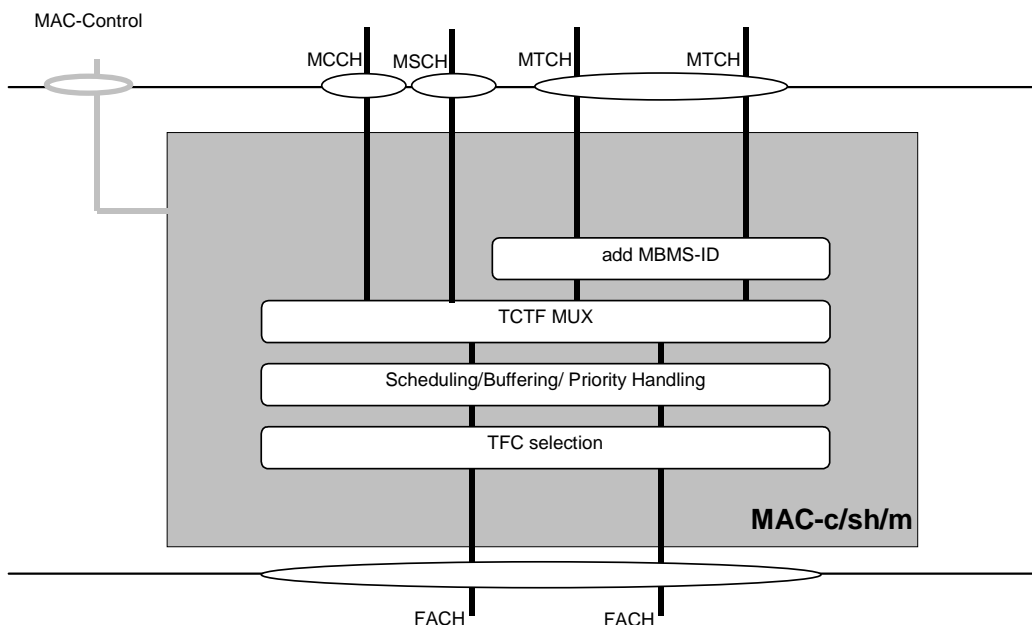 MAC-Control
MCCH
MSCH
MTCH
MTCH
add MBMS-ID
TCTF MUX
Scheduling/Buffering/ Priority Handling
TFC selection
MAC-c/sh/m
FACH
FACH